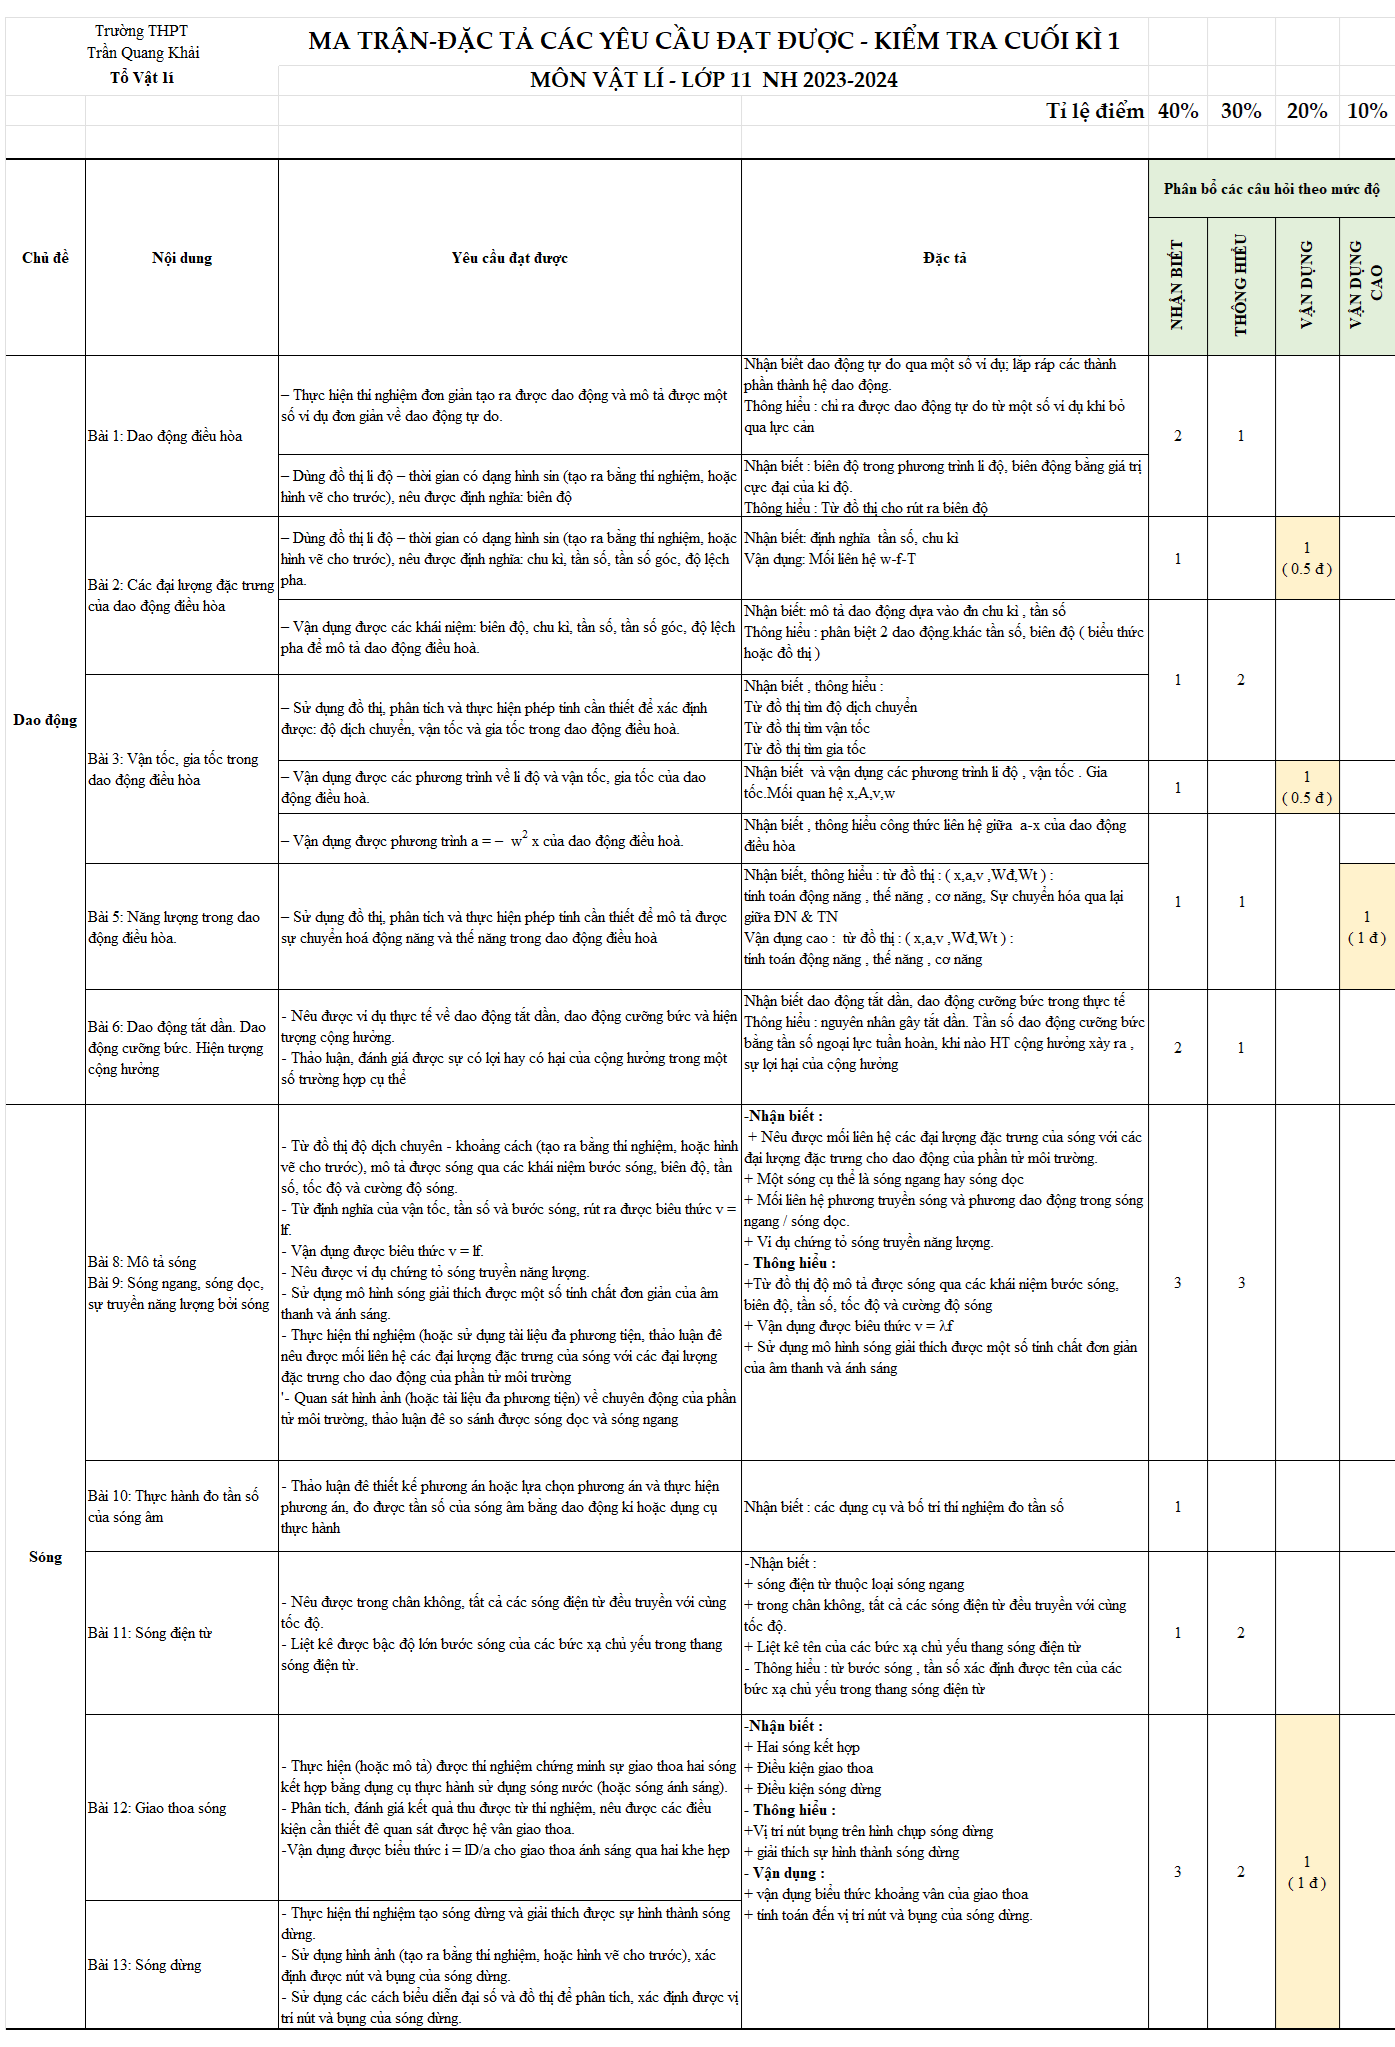 Trường THPT
Trần Quang Khải
Tổ Vật lí
MA TRẬN-ĐẶC TẢ CÁC YÊU CẦU ĐẠT ĐƯỢC - KIỂM TRA CUỐI KÌ 1
MÔN VẬT LÍ - LỚP 11 NH 2023-2024
Tỉ lệ điểm 40% 30% 20% 10%
Chủ đề
Nội dung
Yêu cầu đạt được
Đặc tả
Phân bổ các câu hỏi theo mức độ
NHẬN BIẾT
THÔNG HIỂU
VẬN DỤNG
VẬN DỤNG
CAO
Dao động
Bài 1: Dao động điều hòa
– Thực hiện thí nghiệm đơn giản tạo ra được dao động và mô tả được một
số ví dụ đơn giản về dao động tự do.
Nhận biết dao động tự do qua một số ví dụ; lắp ráp các thành
phần thành hệ dao động.
Thông hiểu : chỉ ra được dao động tự do từ một số ví dụ khi bỏ
qua lực cản
2
1
– Dùng đồ thị li độ – thời gian có dạng hình sin (tạo ra bằng thí nghiệm, hoặc
hình vẽ cho trước), nêu được định nghĩa: biên độ
Nhận biết : biên độ trong phương trình li độ, biên động bằng giá trị
cực đại của kí độ.
Thông hiểu : Từ đồ thị cho rút ra biên độ
Bài 2: Các đại lượng đặc trưng
của dao động điều hòa
– Dùng đồ thị li độ – thời gian có dạng hình sin (tạo ra bằng thí nghiệm, hoặc
hình vẽ cho trước), nêu được định nghĩa: chu kì, tần số, tần số góc, độ lệch
pha.
Nhận biết: định nghĩa tần số, chu kì
Vận dụng: Mối liên hệ w-f-T
1
1
( 0.5 đ )
– Vận dụng được các khái niệm: biên độ, chu kì, tần số, tần số góc, độ lệch
pha để mô tả dao động điều hoà.
Nhận biết: mô tả dao động dựa vào đn chu kì , tần số
Thông hiểu : phân biệt 2 dao động.khác tần số, biên độ ( biểu thức
hoặc đồ thị )
1
2
Bài 3: Vận tốc, gia tốc trong
dao động điều hòa
– Sử dụng đồ thị, phân tích và thực hiện phép tính cần thiết để xác định
được: độ dịch chuyển, vận tốc và gia tốc trong dao động điều hoà.
Nhận biết , thông hiểu :
Từ đồ thị tìm độ dịch chuyển
Từ đồ thị tìm vận tốc
Từ đồ thị tìm gia tốc
– Vận dụng được các phương trình về li độ và vận tốc, gia tốc của dao
động điều hoà.
Nhận biết và vận dụng các phương trình li độ , vận tốc . Gia
tốc.Mối quan hệ x,A,v,w
1
1
( 0.5 đ )
– Vận dụng được phương trình a = – w² x của dao động điều hoà.
Nhận biết , thông hiểu công thức liên hệ giữa a-x của dao động
điều hòa
1
1
Bài 5: Năng lượng trong dao
động điều hòa.
– Sử dụng đồ thị, phân tích và thực hiện phép tính cần thiết để mô tả được
sự chuyển hoá động năng và thế năng trong dao động điều hoà
Nhận biết, thông hiểu : từ đồ thị : ( x,a,v ,Wđ,Wt ) :
tính toán động năng , thế năng , cơ năng, Sự chuyển hóa qua lại
giữa ĐN & TN
Vận dụng cao : từ đồ thị : ( x,a,v ,Wđ,Wt ) :
tính toán động năng , thế năng , cơ năng
1
( 1 đ )
Bài 6: Dao động tắt dần. Dao
động cưỡng bức. Hiện tượng
cộng hưởng
- Nêu được ví dụ thực tế về dao động tắt dần, dao động cưỡng bức và hiện
tượng cộng hưởng.
- Thảo luận, đánh giá được sự có lợi hay có hại của cộng hưởng trong một
số trường hợp cụ thể
Nhận biết dao động tắt dần, dao động cưỡng bức trong thực tế
Thông hiểu : nguyên nhân gây tắt dần. Tần số dao động cưỡng bức
bằng tần số ngoại lực tuần hoàn, khi nào HT cộng hưởng xảy ra ,
sự lợi hại của cộng hưởng
2
1
Sóng
Bài 8: Mô tả sóng
Bài 9: Sóng ngang, sóng dọc,
sự truyền năng lượng bởi sóng
- Từ đồ thị độ dịch chuyên - khoảng cách (tạo ra bằng thí nghiệm, hoặc hình
vẽ cho trước), mô tả được sóng qua các khái niệm bước sóng, biên độ, tần
số, tốc độ và cường độ sóng.
- Từ định nghĩa của vận tốc, tần số và bước sóng, rút ra được biêu thức v =
lf.
- Vận dụng được biêu thức v = lf.
- Nêu được ví dụ chứng tỏ sóng truyền năng lượng.
- Sử dụng mô hình sóng giải thích được một số tính chất đơn giản của âm
thanh và ánh sáng.
- Thực hiện thí nghiệm (hoặc sử dụng tài liệu đa phương tiện, thảo luận đê
nêu được mối liên hệ các đại lượng đặc trưng của sóng với các đại lượng
đặc trưng cho dao động của phần tử môi trường
'- Quan sát hình ảnh (hoặc tài liệu đa phương tiện) về chuyên động của phần
tử môi trường, thảo luận đê so sánh được sóng dọc và sóng ngang
-Nhận biết :
+ Nêu được mối liên hệ các đại lượng đặc trưng của sóng với các
đại lượng đặc trưng cho dao động của phần tử môi trường.
+ Một sóng cụ thể là sóng ngang hay sóng dọc
+ Mối liên hệ phương truyền sóng và phương dao động trong sóng
ngang / sóng dọc.
+ Ví dụ chứng tỏ sóng truyền năng lượng.
- Thông hiểu :
+Từ đồ thị độ mô tả được sóng qua các khái niệm bước sóng,
biên độ, tần số, tốc độ và cường độ sóng
+ Vận dụng được biêu thức v = λf
+ Sử dụng mô hình sóng giải thích được một số tính chất đơn giản
của âm thanh và ánh sáng
3
3
Bài 10: Thực hành đo tần số
của sóng âm
- Thảo luận đê thiết kế phương án hoặc lựa chọn phương án và thực hiện
phương án, đo được tần số của sóng âm bằng dao động kí hoặc dụng cụ
thực hành
Nhận biết : các dụng cụ và bố trí thí nghiệm đo tần số
1
Bài 11: Sóng điện từ
- Nêu được trong chân không, tất cả các sóng điện từ đều truyền với cùng
tốc độ.
- Liệt kê được bậc độ lớn bước sóng của các bức xạ chủ yếu trong thang
sóng điện từ.
-Nhận biết :
+ sóng điện từ thuộc loại sóng ngang
+ trong chân không, tất cả các sóng điện từ đều truyền với cùng
tốc độ.
+ Liệt kê tên của các bức xạ chủ yếu thang sóng điện từ
- Thông hiểu : từ bước sóng , tần số xác định được tên của các
bức xạ chủ yếu trong thang sóng diện từ
1
2
Bài 12: Giao thoa sóng
- Thực hiện (hoặc mô tả) được thí nghiệm chứng minh sự giao thoa hai sóng
kết hợp bằng dụng cụ thực hành sử dụng sóng nước (hoặc sóng ánh sáng).
- Phân tích, đánh giá kết quả thu được từ thí nghiệm, nêu được các điều
kiện cần thiết đê quan sát được hệ vân giao thoa.
-Vận dụng được biểu thức i = lD/a cho giao thoa ánh sáng qua hai khe hẹp
-Nhận biết :
+ Hai sóng kết hợp
+ Điều kiện giao thoa
+ Điều kiện sóng dừng
- Thông hiểu :
+Vị trí nút bụng trên hình chụp sóng dừng
+ giải thích sự hình thành sóng dừng
- Vận dụng :
+ vận dụng biểu thức khoảng vân của giao thoa
+ tính toán đến vị trí nút và bụng của sóng dừng.
3
2
1
( 1 đ )
Bài 13: Sóng dừng
- Thực hiện thí nghiệm tạo sóng dừng và giải thích được sự hình thành sóng
dừng.
- Sử dụng hình ảnh (tạo ra bằng thí nghiệm, hoặc hình vẽ cho trước), xác
định được nút và bụng của sóng dừng.
- Sử dụng các cách biểu diễn đại số và đồ thị để phân tích, xác định được vị
trí nút và bụng của sóng dừng.